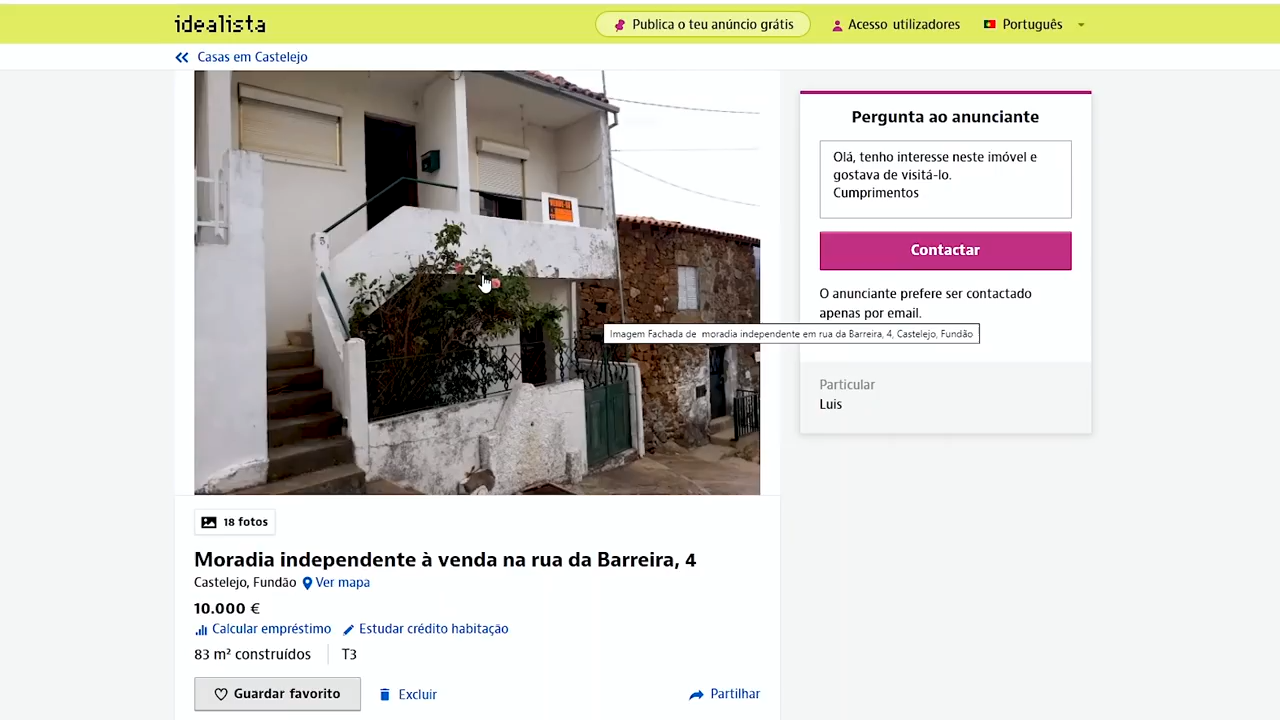 idealista
Publica o teu anúncio grátis
Acesso utilizadores
Português
Casas em Castelejo
Pergunta ao anunciante
Olá, tenho interesse neste imóvel e
gostava de visitá-lo.
Cumprimentos
Contactar
O anunciante prefere ser contactado
apenas por email.
Imagem Fachada de moradia independente em rua da Barreira, 4, Castelejo, Fundão
Particular
Luis
18 fotos
Moradia independente à venda na rua da Barreira, 4
Castelejo, Fundão Ver mapa
10.000 €
Calcular empréstimo Estudar crédito habitação
83 m² construídos T3
Guardar favorito
Excluir
Partilhar